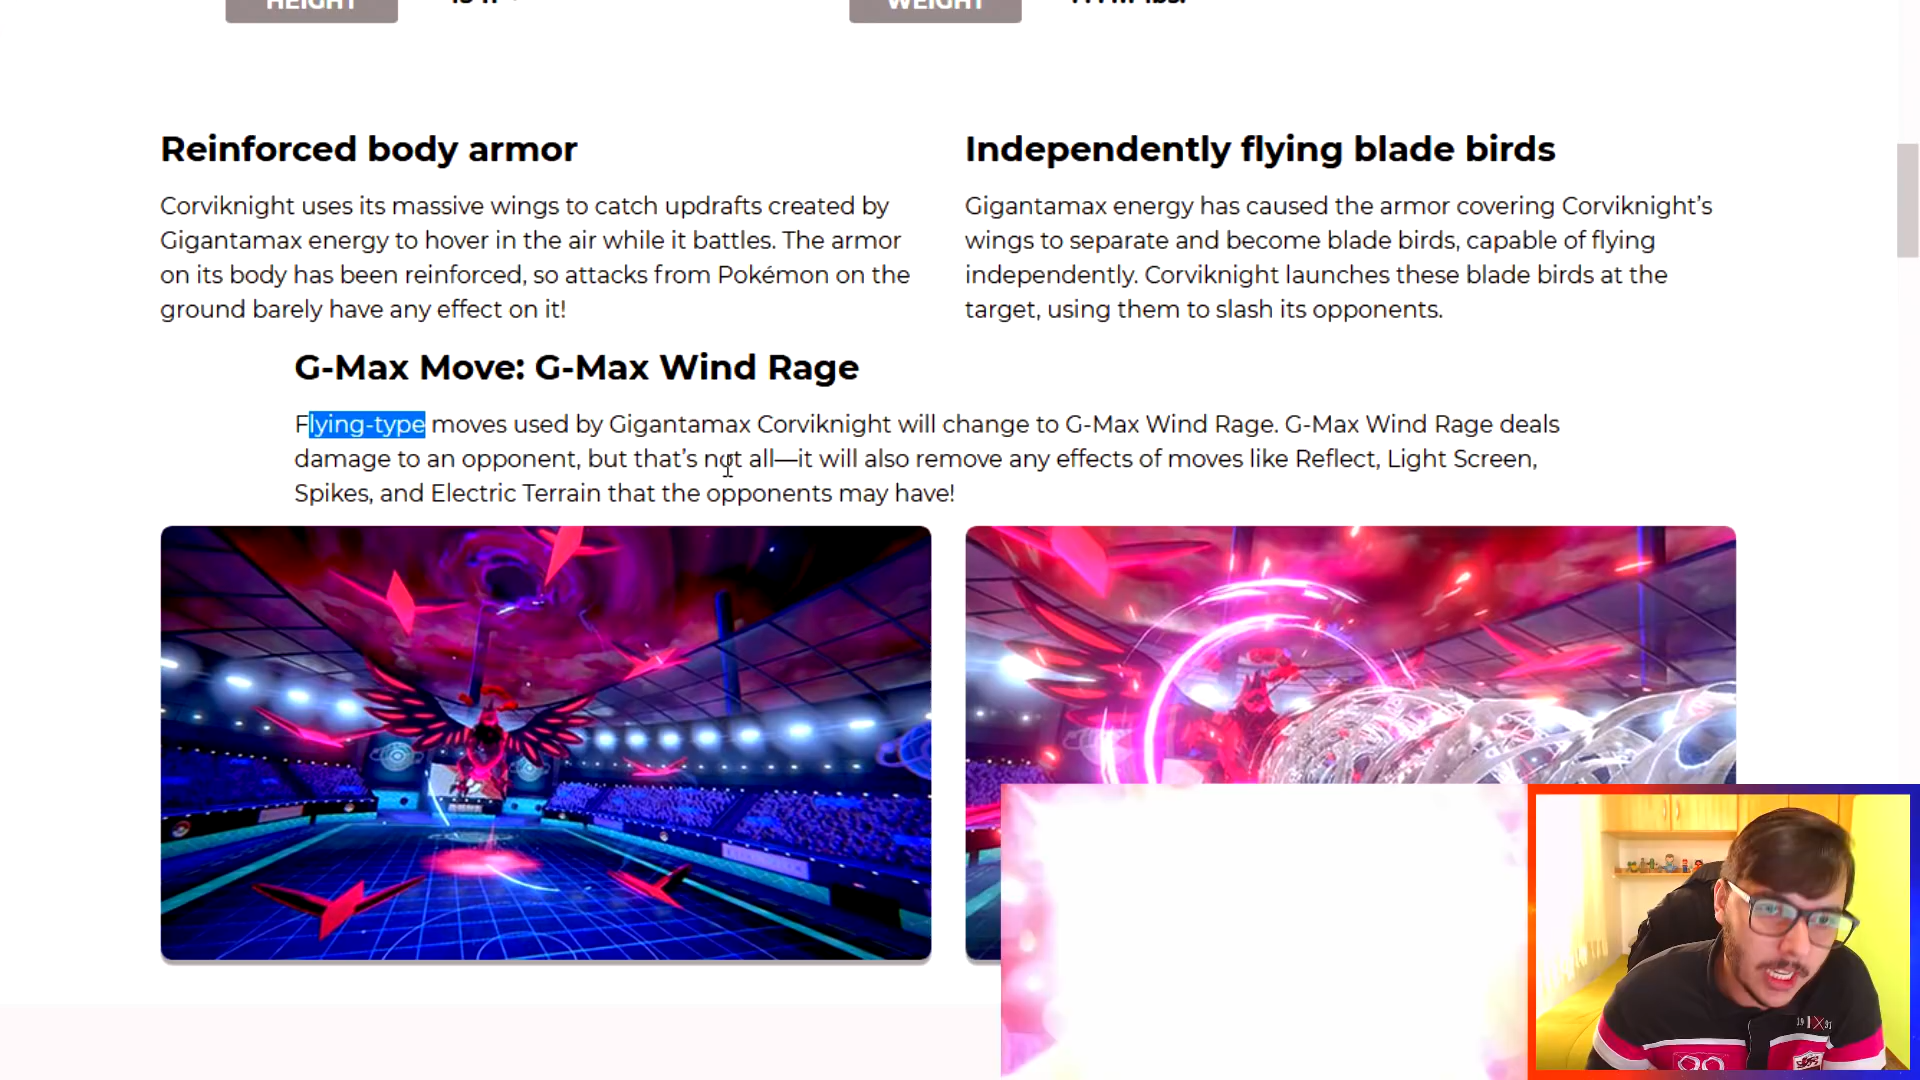 HEIGHT
WEIGHT
Reinforced body armor
Corviknight uses its massive wings to catch updrafts created by
Gigantamax energy to hover in the air while it battles. The armor
on its body has been reinforced, so attacks from Pokémon on the
ground barely have any effect on it!
Independently flying blade birds
Gigantamax energy has caused the armor covering Corviknight’s
wings to separate and become blade birds, capable of flying
independently. Corviknight launches these blade birds at the
target, using them to slash its opponents.
G-Max Move: G-Max Wind Rage
Flying-type moves used by Gigantamax Corviknight will change to G-Max Wind Rage. G-Max Wind Rage deals
damage to an opponent, but that’s not all—it will also remove any effects of moves like Reflect, Light Screen,
Spikes, and Electric Terrain that the opponents may have!